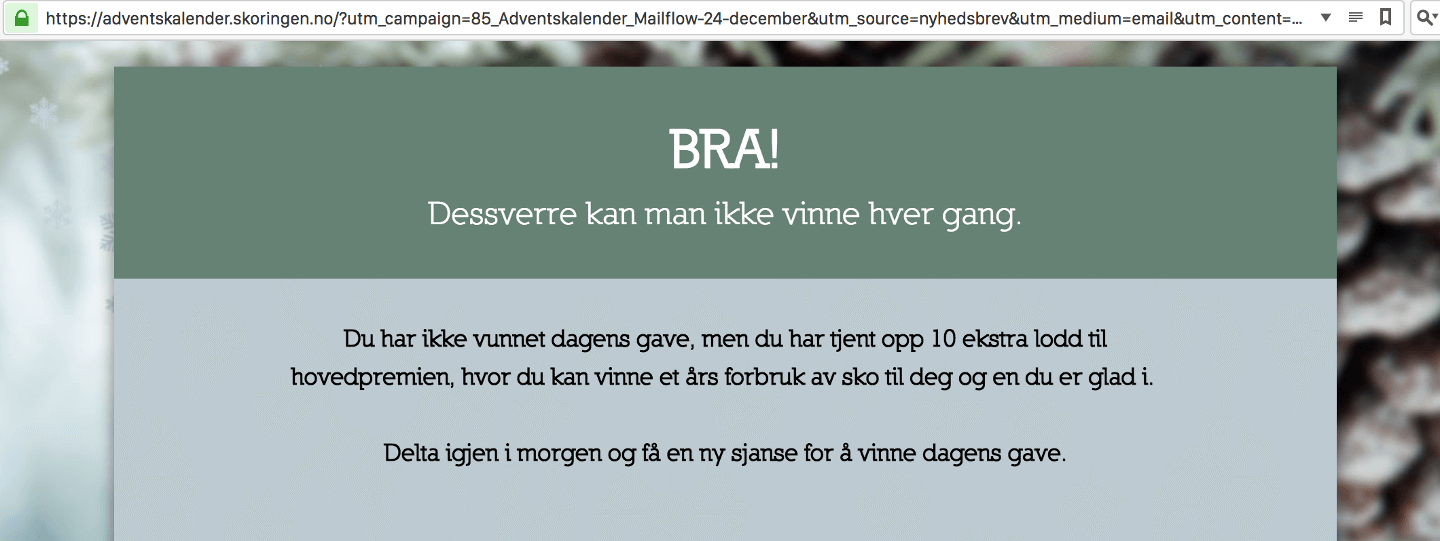 https://adventskalender.skoringen.no/?utm_campaign=85_Adventskalender_Mailflow-24-december&utm_source=nyhedsbrev&utm_medium=email&utm_content=...
BRA!
Dessverre kan man ikke vinne hver gang.
Du har ikke vunnet dagens gave, men du har tjent opp 10 ekstra lodd til
hovedpremien, hvor du kan vinne et års forbruk av sko til deg og en du er glad i.
Delta igjen i morgen og få en ny sjanse for å vinne dagens gave.